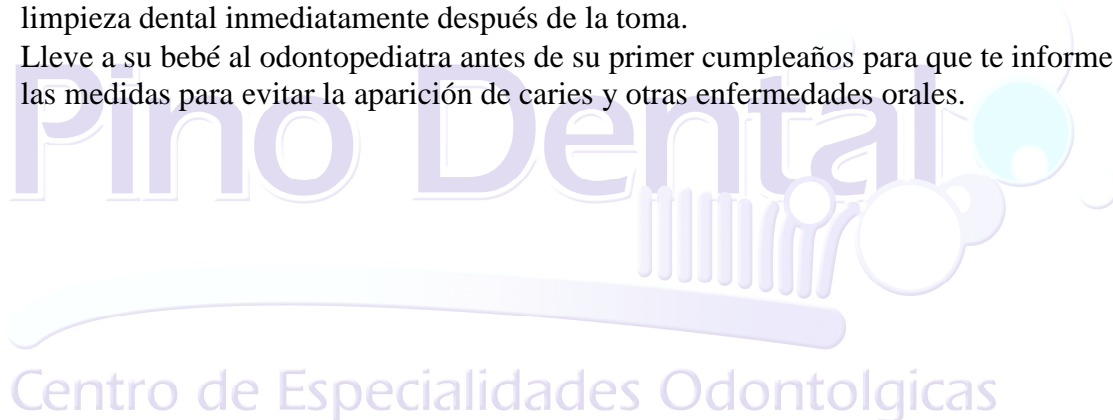 limpieza dental inmediatamente después de la toma.
Lleve a su bebé al odontopediatra antes de su primer cumpleaños para que te informe
las medidas para evitar la aparición de caries y otras enfermedades orales.
Pino Dental
Centro de Especialidades Odontolgicas